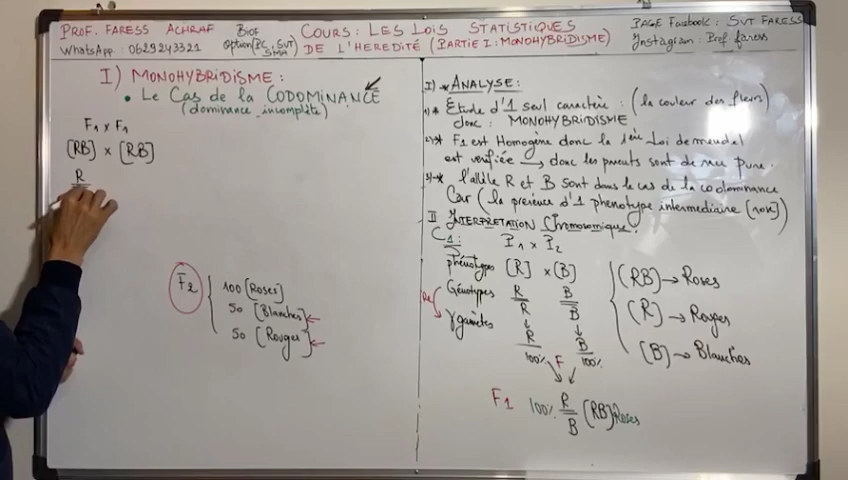 PROF. FARESS ACHRAF
WhatsApp : 0629243321
Biof
Option(PC, SVT
SMA)
COURS : LES LOIS STATISTIQUES
DE L'HEREDITÉ (PARTIE I : MONOHYBRIDISME)
PAGE Facebook : SVT FARESS
Instagram : Prof faress
I) MONOHYBRIDISME :
• Le Cas de la CODOMINANCE
(dominance incomplète)
F1 x F1
[RB] x [RB]
R
F2
100 [Roses]
50 [Blanches]
50 [Rouges]
I) * ANALYSE :
1)* Etude d'1 seul caractère : (la couleur des fleurs)
donc : MONOHYBRIDISME
2)* F1 est Homogène donc la 1ère Loi de mendel
est vérifiée → donc les parents sont de race pure.
3)* l'allèle R et B sont dans le cas de la codominance
Car (la présence d'1 phenotype intermédiaire [rose])
II INTERPRETATION Chromosomique :
C1 : P1 x P2
phénotypes [R] x [B]
Génotypes R B
R B
γ gamètes R B
100% F 100%
F1 100% R [RB] Roses
B
(RB) → Roses
(R) → Rouges
[B] → Blanches